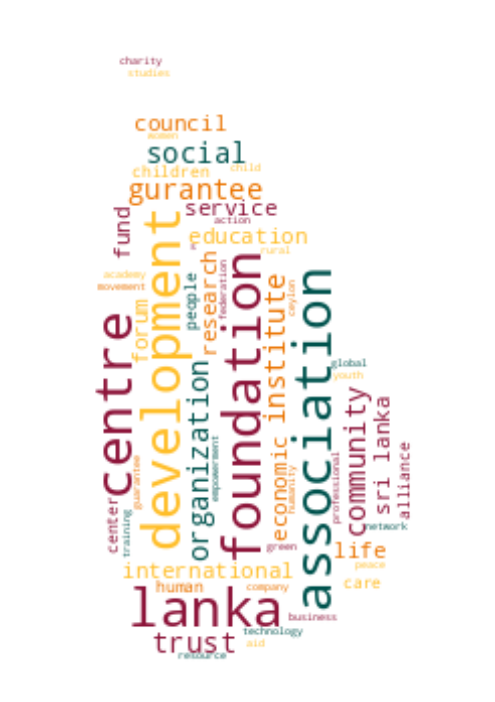 charity
studies
council
women
social
children
child
gurantee
service
fund
action
education
development
rural
research
federation
foundation
people
academy
movement
forum
centre
institute
ceylon
association
organization
global
youth
economic
community
sri lanka
alliance
empowerment
guarantee
humanity
professional
center
training
network
green
life
international
peace
human
company
care
lanka
business
trust
technology
aid
resource